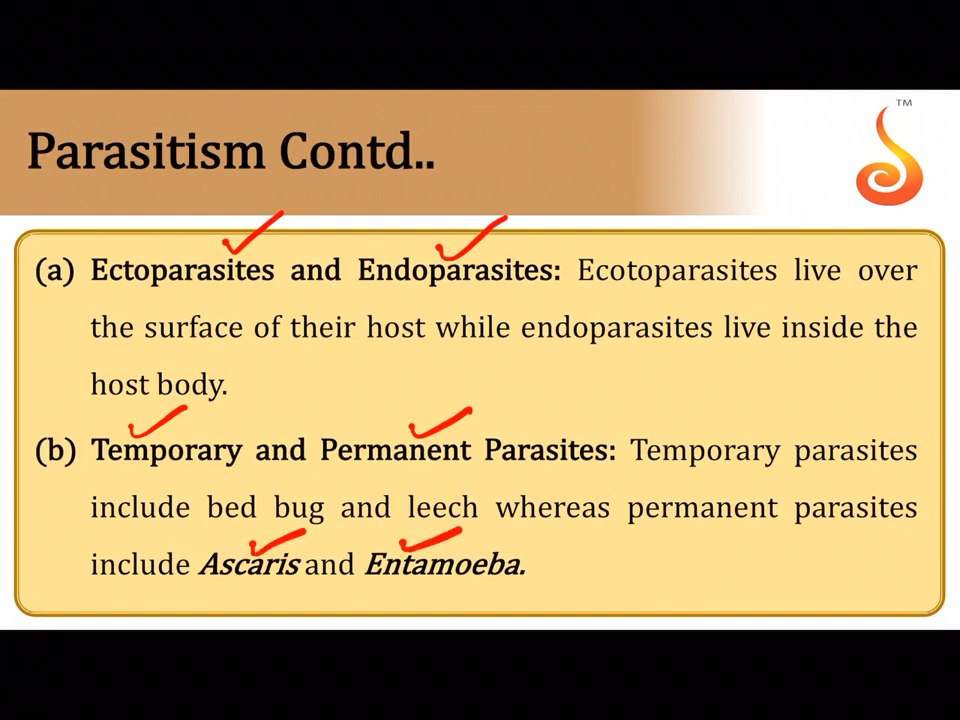 Parasitism Contd..
TM
(a) Ectoparasites and Endoparasites: Ecotoparasites live over
the surface of their host while endoparasites live inside the
host body.
(b) Temporary and Permanent Parasites: Temporary parasites
include bed bug and leech whereas permanent parasites
include Ascaris and Entamoeba.